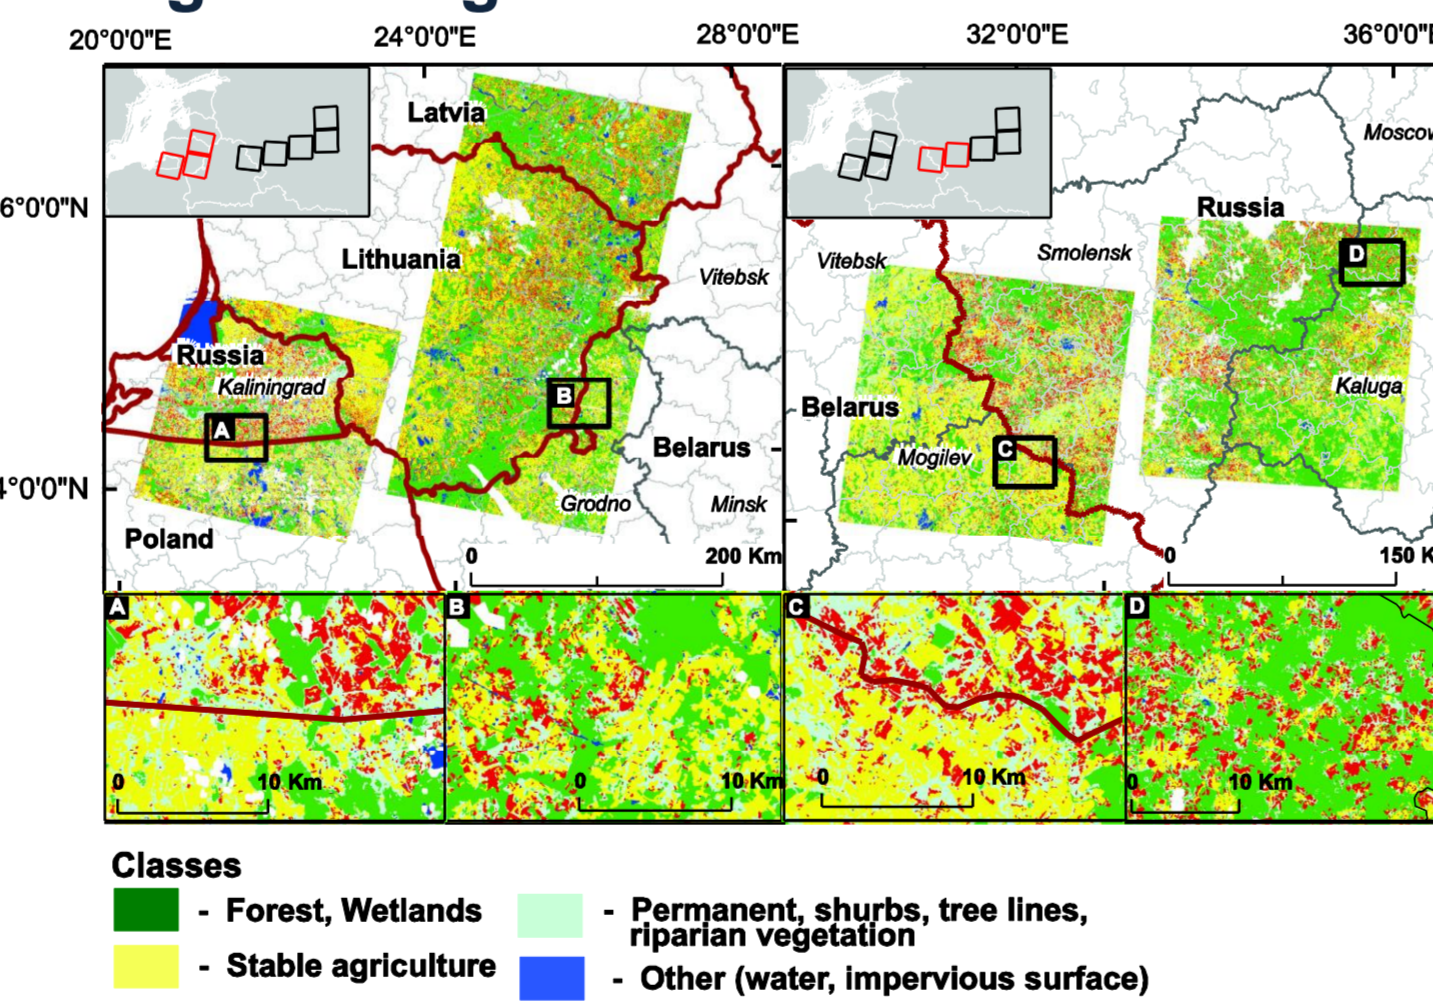 20°0'0"E 24°0'0"E 28°0'0"E 32°0'0"E 36°0'0"E
Latvia
Moscow
6°0'0"N
Russia
D
Lithuania
Vitebsk
Vitebsk
Smolensk
Russia
Kaliningrad
Kaluga
B
Belarus
A
Belarus
C
Mogilev
4°0'0"N
Grodno
Minsk
Poland
0 200 Km
0 150 K
A B C D
0 10 Km
0 10 Km
0 10 Km
0 10 Km
Classes
- Forest, Wetlands
- Stable agriculture
- Permanent, shurbs, tree lines,
riparian vegetation
- Other (water, impervious surface)